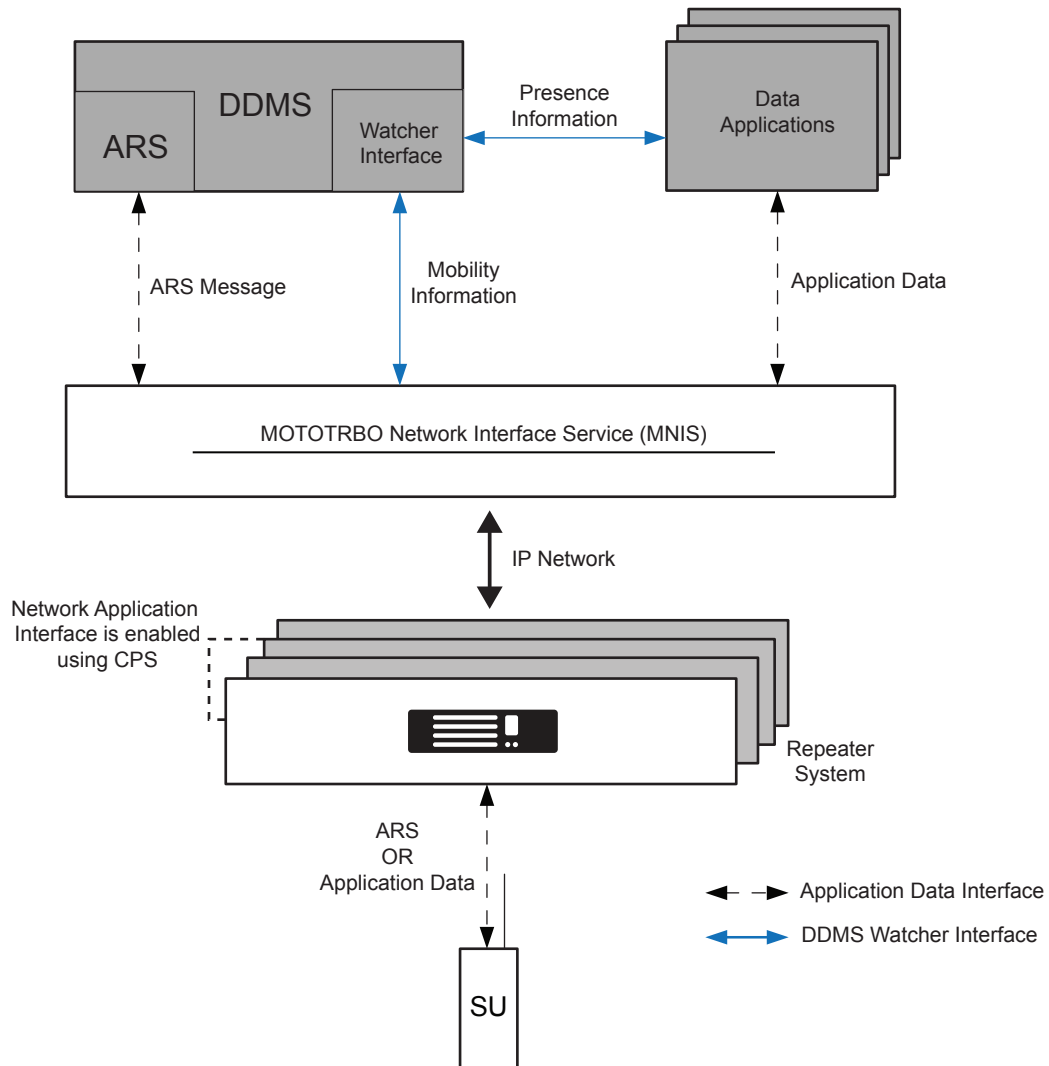 DDMS
ARS
Watcher
Interface
Presence
Information
Data
Applications
ARS Message
Mobility
Information
Application Data
MOTOTRBO Network Interface Service (MNIS)
IP Network
Network Application
Interface is enabled
using CPS
Repeater
System
ARS
OR
Application Data
SU
Application Data Interface
DDMS Watcher Interface